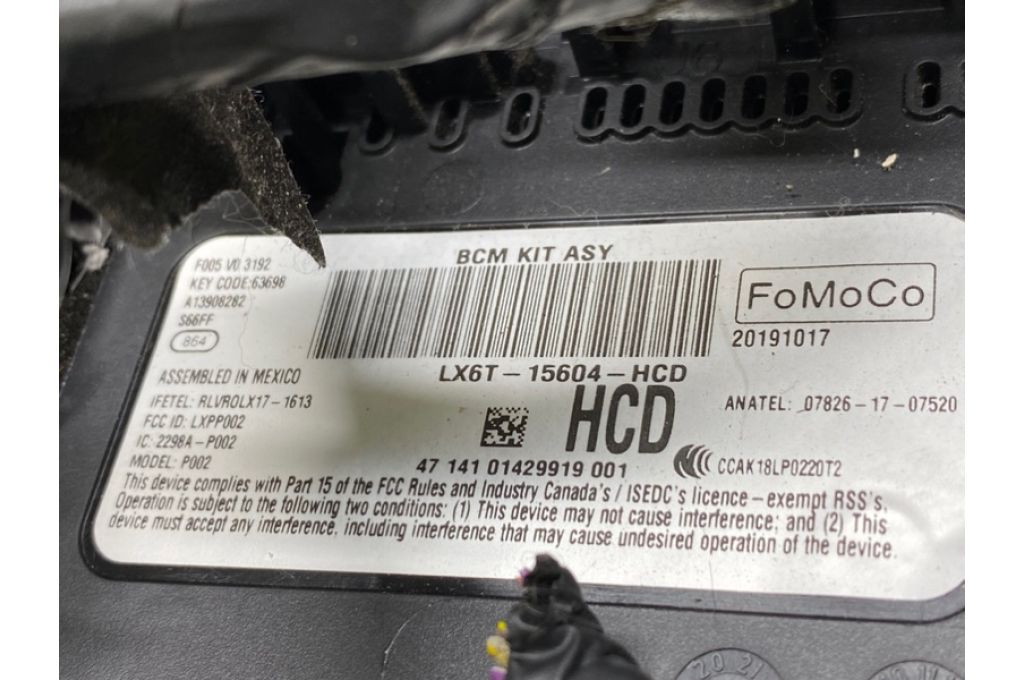 BCM KIT ASY
F005 V0 3192
KEY CODE:63698
A13908282
S66FF
864
FoMoCo
20191017
LX6T-15604-HCD
ASSEMBLED IN MEXICO
IFETEL: RLVROLX17-1613
FCC ID: LXPP002
IC: 2298A-P002
MODEL: P002
HCD
ANATEL: 07826-17-07520
47 141 01429919 001
CCAK18LP0220T2
This device complies with Part 15 of the FCC Rules and Industry Canada's / ISEDC's licence-exempt RSS's.
Operation is subject to the following two conditions: (1) This device may not cause interference; and (2) This
device must accept any interference, including interference that may cause undesired operation of the device.
20 21